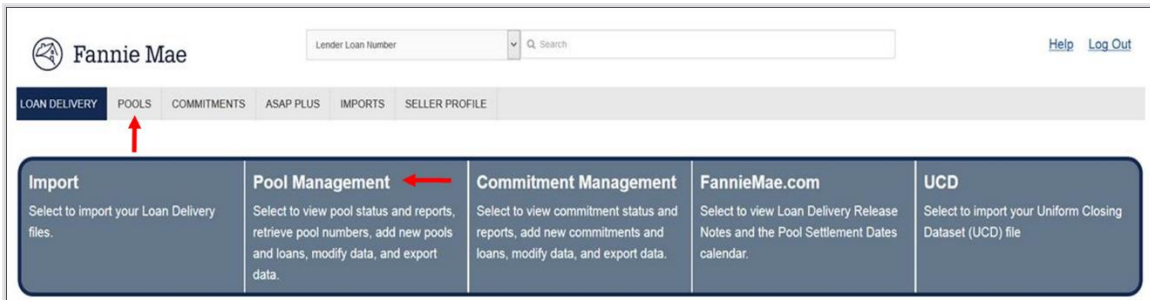 Fannie Mae
Lender Loan Number
Search
Help Log Out
LOAN DELIVERY POOLS COMMITMENTS ASAP PLUS IMPORTS SELLER PROFILE
Import
Select to import your Loan Delivery
files.
Pool Management
Select to view pool status and reports,
retrieve pool numbers, add new pools
and loans, modify data, and export
data.
Commitment Management
Select to view commitment status and
reports, add new commitments and
loans, modify data, and export data.
FannieMae.com
Select to view Loan Delivery Release
Notes and the Pool Settlement Dates
calendar.
UCD
Select to import your Uniform Closing
Dataset (UCD) file